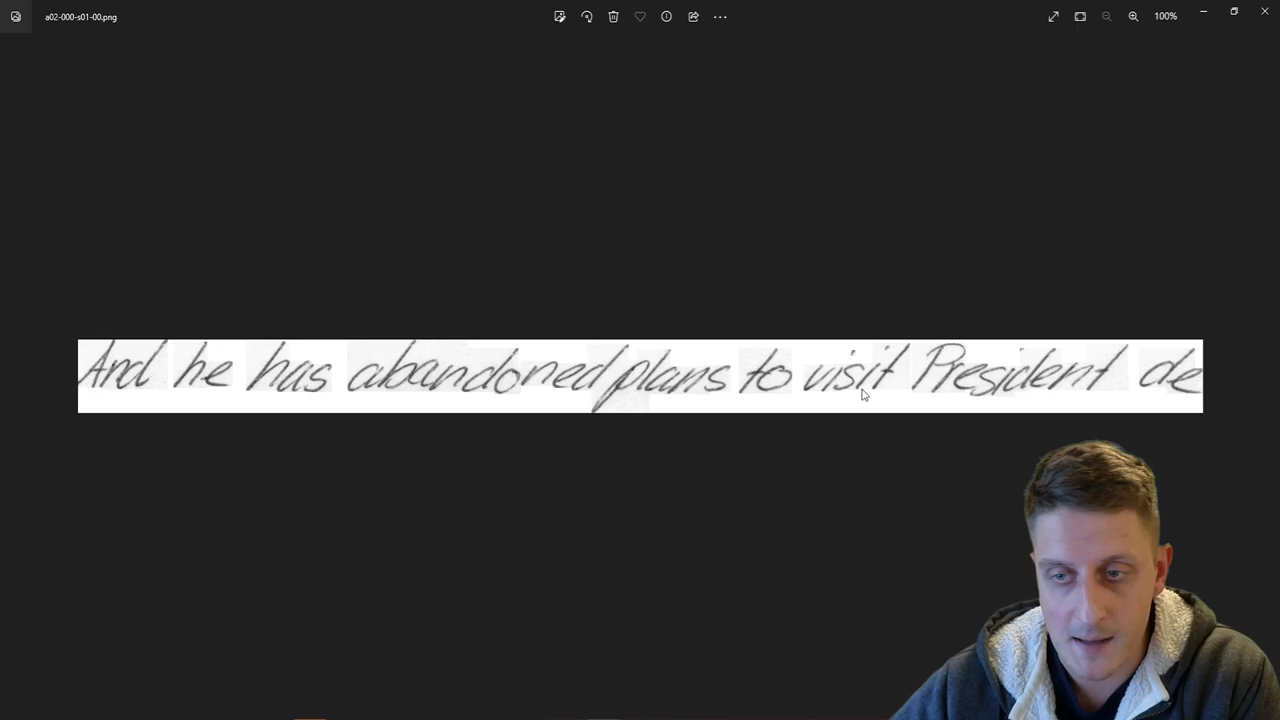 a02-000-s01-00.png
100%
And he has abandoned plans to visit President de